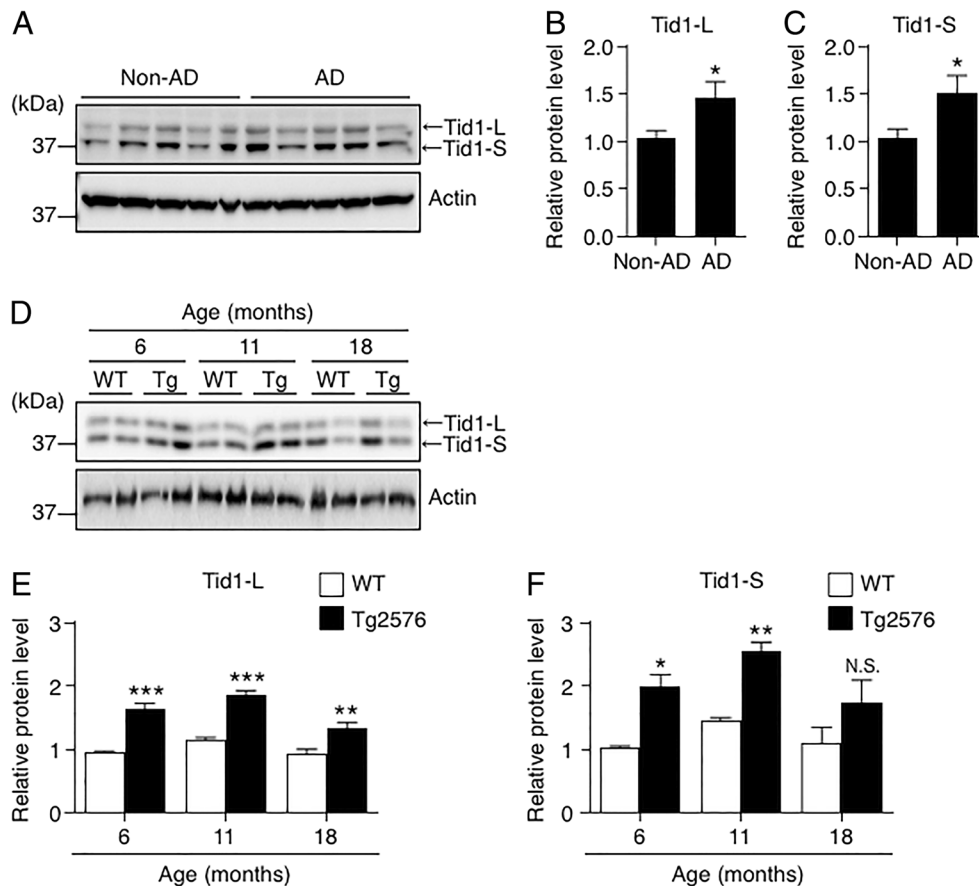 A
Non-AD AD
(kDa)
←Tid1-L
37 ←Tid1-S
Actin
37
B
Tid1-L
Relative protein level
2.0
*
1.5
1.0
0.5
0.0
Non-AD AD
C
Tid1-S
Relative protein level
2.0
*
1.5
1.0
0.5
0.0
Non-AD AD
D
Age (months)
6 11 18
WT Tg WT Tg WT Tg
(kDa)
←Tid1-L
37 ←Tid1-S
Actin
37
E
Tid1-L
WT
Tg2576
Relative protein level
3
2
1
0
*** *** **
6 11 18
Age (months)
F
Tid1-S
WT
Tg2576
Relative protein level
3
2
1
0
* ** N.S.
6 11 18
Age (months)